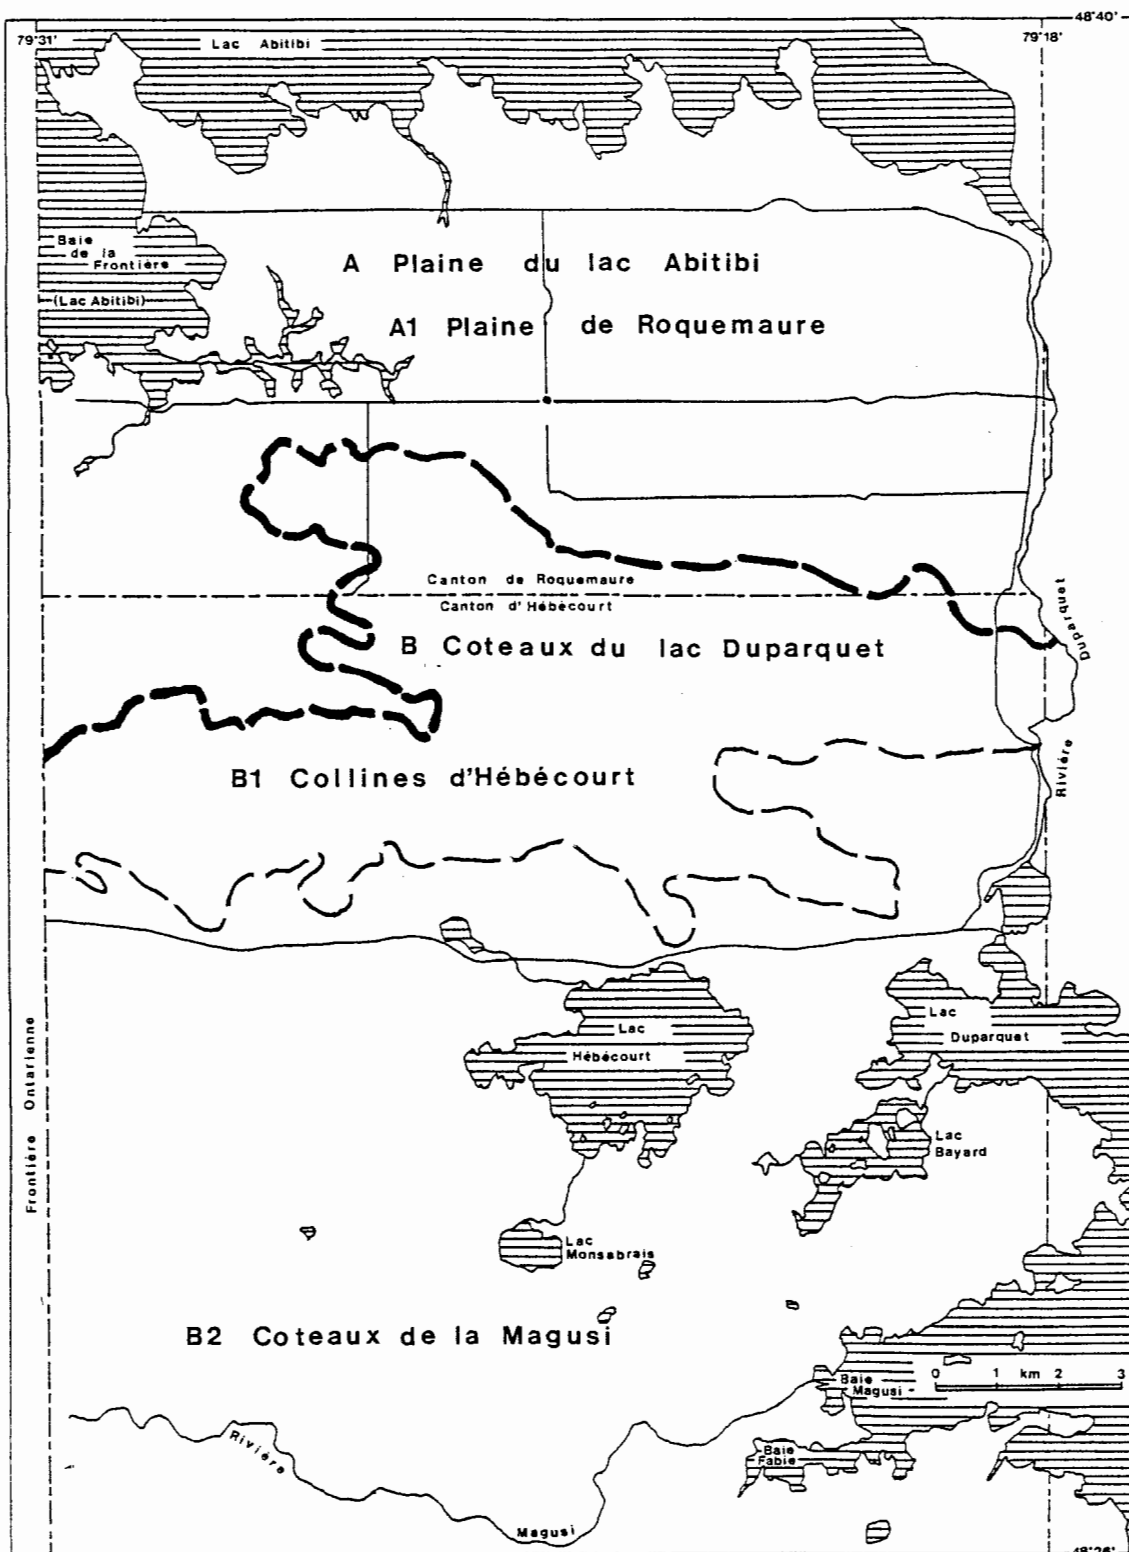 48°40'
79°31'
79°18'
Lac Abitibi
Baie
de la
Frontière
(Lac Abitibi)
A Plaine du lac Abitibi
A1 Plaine de Roquemaure
Canton de Roquemaure
Canton d'Hébécourt
Duparquet
B Coteaux du lac Duparquet
B1 Collines d'Hébécourt
Rivière
Lac
Hébécourt
Lac
Duparquet
Frontière Ontarienne
Lac
Bayard
Lac
Monsabrais
B2 Coteaux de la Magusi
0 1 km 2 3
Baie
Magusi
Rivière
Baie
Fabie
Magusi
48°26'